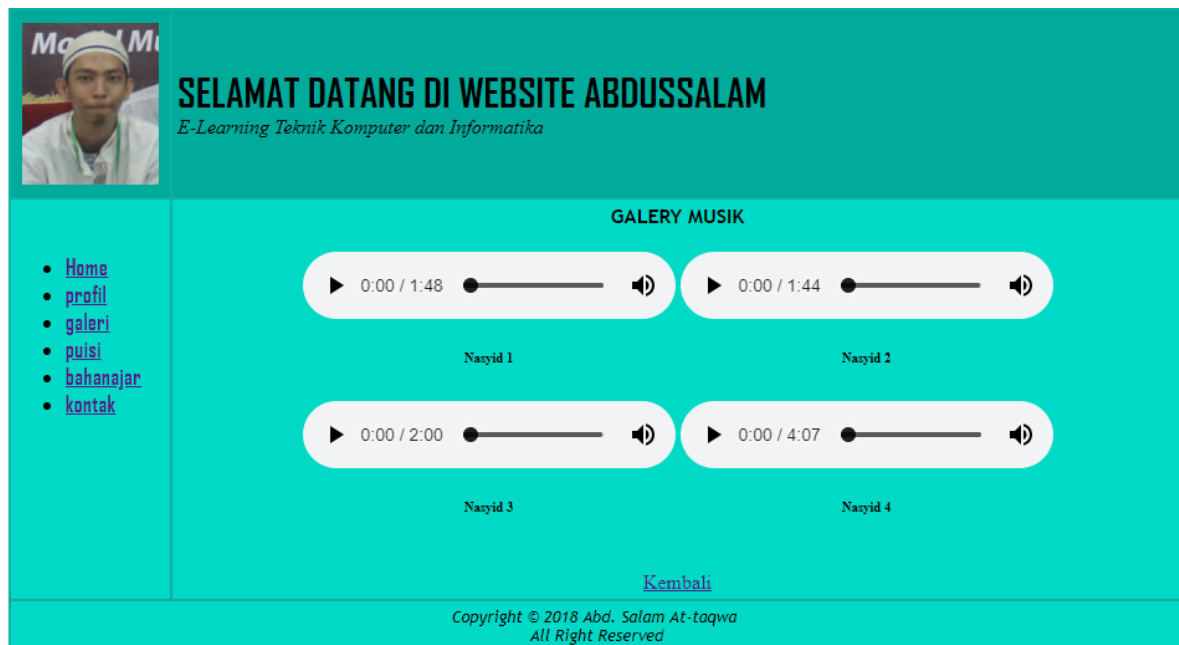 SELAMAT DATANG DI WEBSITE ABDUSSALAM
E-Learning Teknik Komputer dan Informatika
Home
profil
galeri
puisi
bahanajar
kontak
GALERY MUSIK
0:00 / 1:48
0:00 / 1:44
Nasyid 1
Nasyid 2
0:00 / 2:00
0:00 / 4:07
Nasyid 3
Nasyid 4
Kembali
Copyright © 2018 Abd. Salam At-taqwa
All Right Reserved